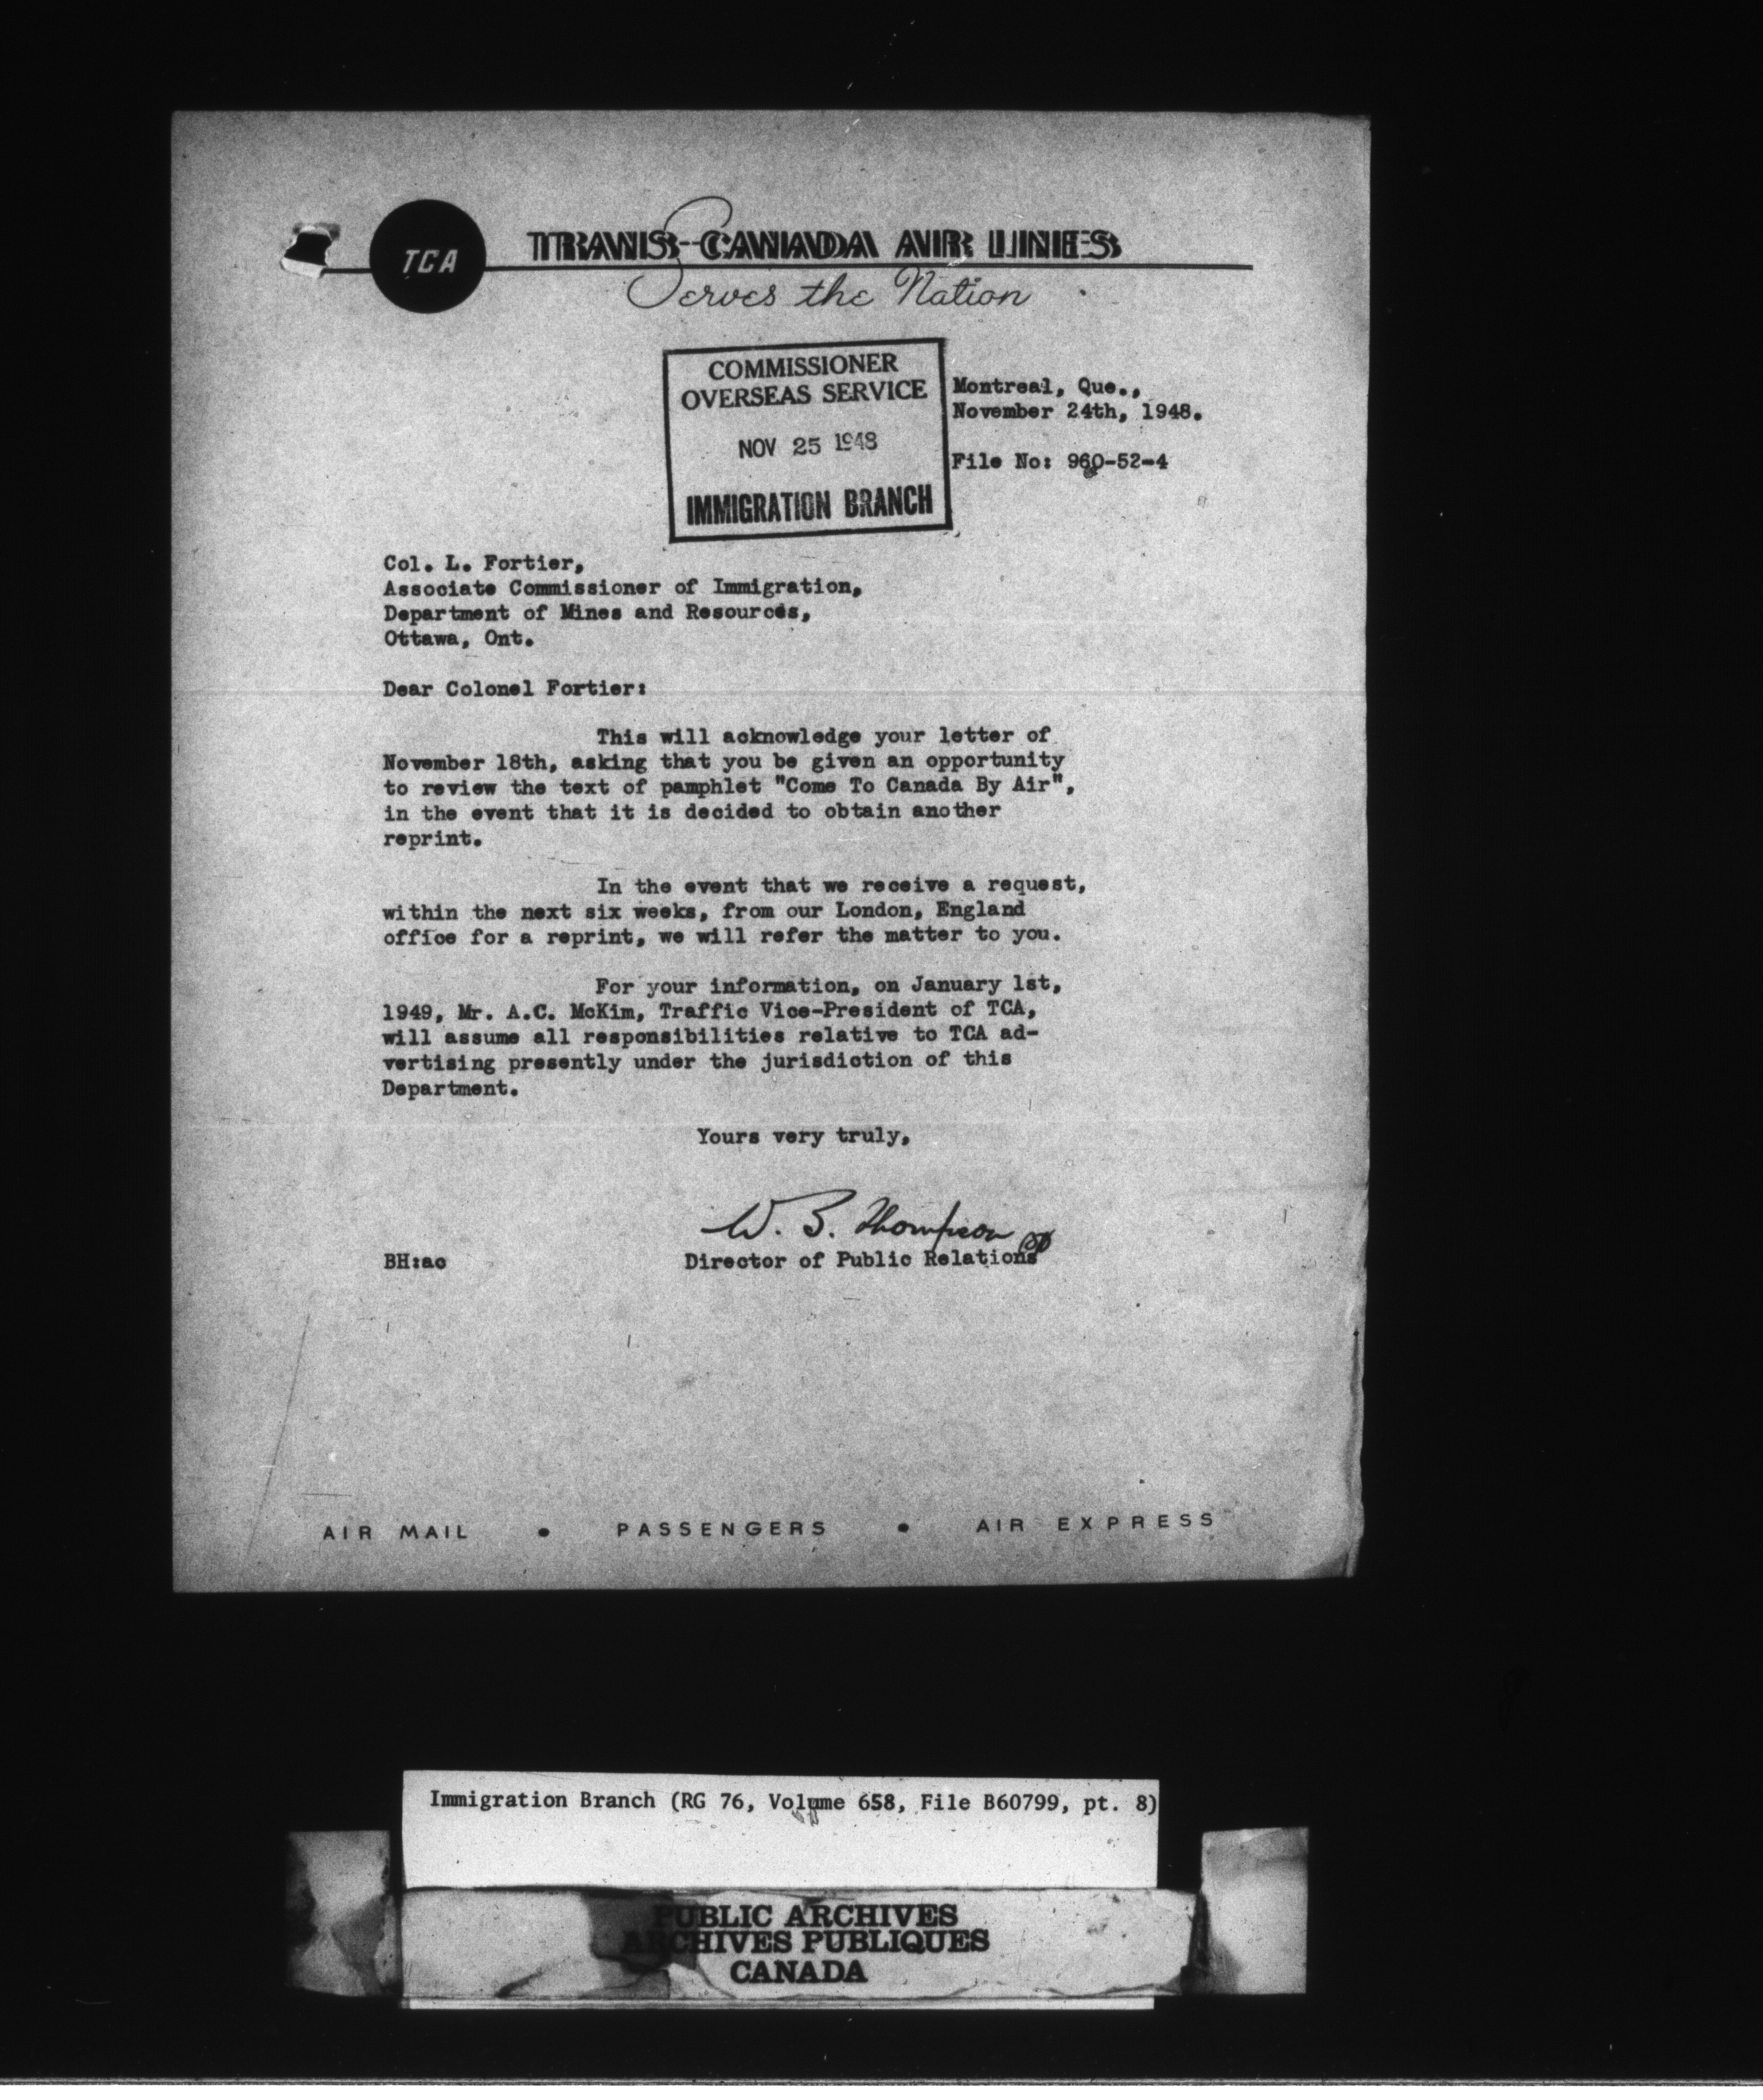 TCA
TRANS-CANADA AIR LINES
Serves the Nation
COMMISSIONER
OVERSEAS SERVICE
NOV 25 1948
IMMIGRATION BRANCH
Montreal, Que.,
November 24th, 1948.
File No: 960-52-4
Col. L. Fortier,
Associate Commissioner of Immigration,
Department of Mines and Resources,
Ottawa, Ont.
Dear Colonel Fortier:
This will acknowledge your letter of
November 18th, asking that you be given an opportunity
to review the text of pamphlet "Come To Canada By Air",
in the event that it is decided to obtain another
reprint.
In the event that we receive a request,
within the next six weeks, from our London, England
office for a reprint, we will refer the matter to you.
For your information, on January 1st,
1949, Mr. A.C. McKim, Traffic Vice-President of TCA,
will assume all responsibilities relative to TCA ad-
vertising presently under the jurisdiction of this
Department.
Yours very truly,
W. B. Thompson
BH:ac
Director of Public Relations
AIR MAIL • PASSENGERS • AIR EXPRESS
Immigration Branch (RG 76, Volume 658, File B60799, pt. 8)
PUBLIC ARCHIVES
ARCHIVES PUBLIQUES
CANADA